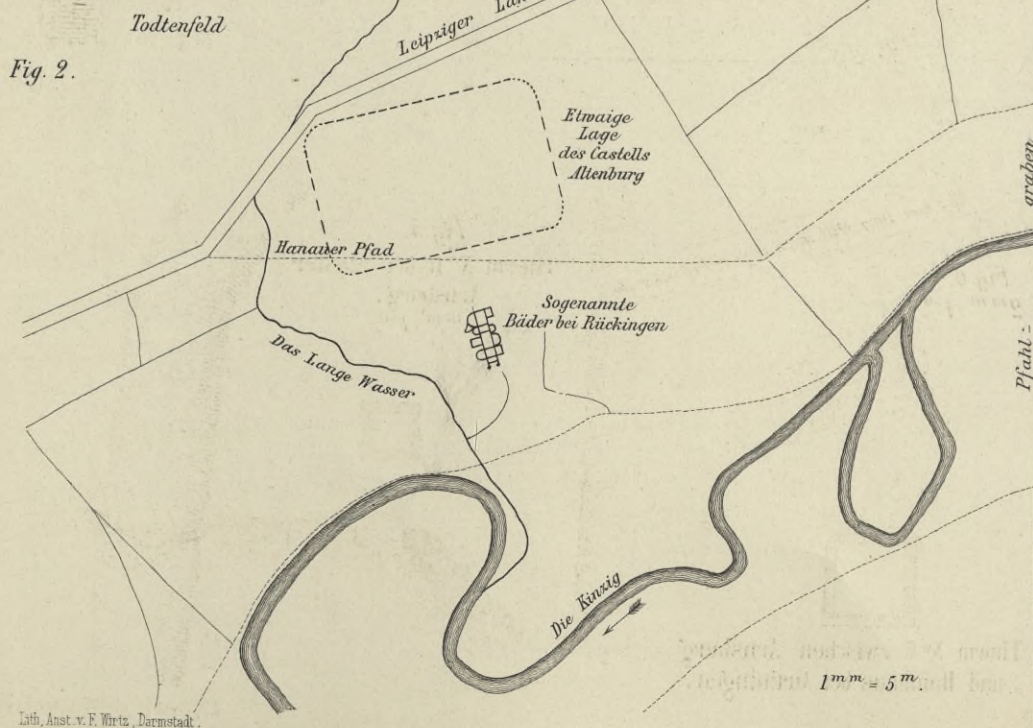 Todtenfeld
Leipziger
Fig. 2.
Etwaige
Lage
des Castells
Altenburg
Pfahl-graben
Hanauer Pfad
Sogenannte
Bäder bei Rückingen
Das Lange Wasser
Die Kinzig
1mm = 5m
Lith. Anst. v. F. Wirtz, Darmstadt.